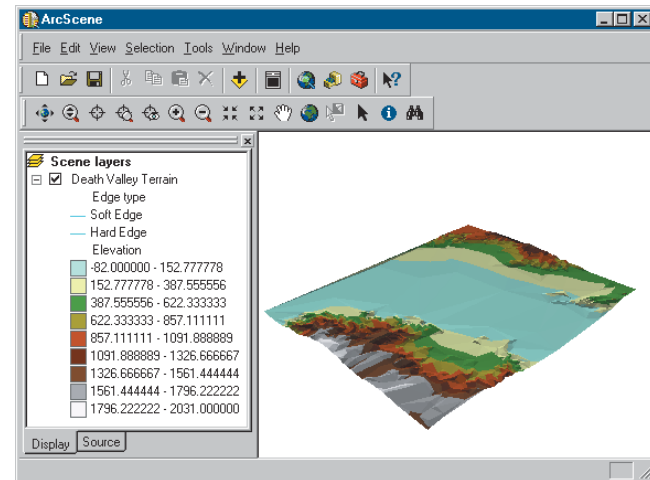 ArcScene
File Edit View Selection Tools Window Help
Scene layers
Death Valley Terrain
Edge type
Soft Edge
Hard Edge
Elevation
-82.000000 - 152.777778
152.777778 - 387.555556
387.555556 - 622.333333
622.333333 - 857.111111
857.111111 - 1091.888889
1091.888889 - 1326.666667
1326.666667 - 1561.444444
1561.444444 - 1796.222222
1796.222222 - 2031.000000
Display Source